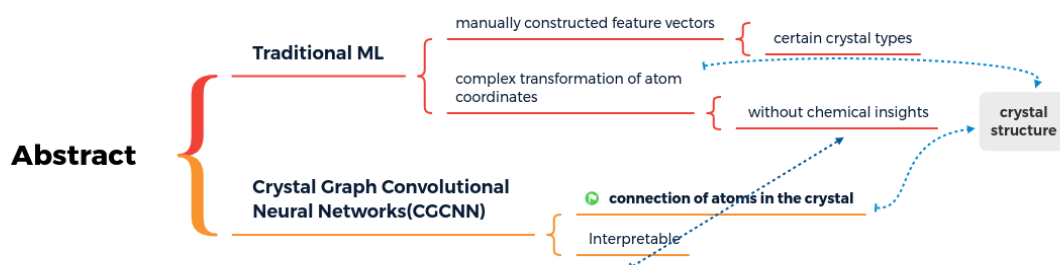 Abstract
Traditional ML
manually constructed feature vectors
certain crystal types
complex transformation of atom
coordinates
without chemical insights
crystal
structure
Crystal Graph Convolutional
Neural Networks(CGCNN)
connection of atoms in the crystal
Interpretable